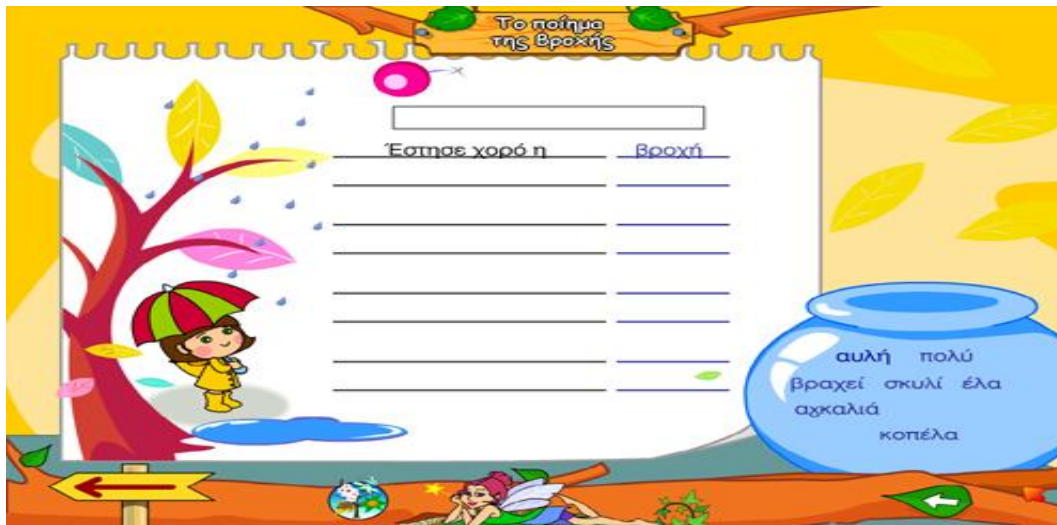 Το ποίημα
της βροχής
Έστησε χορό η βροχή
αυλή πολύ
βραχεί σκυλί έλα
αγκαλιά
κοπέλα